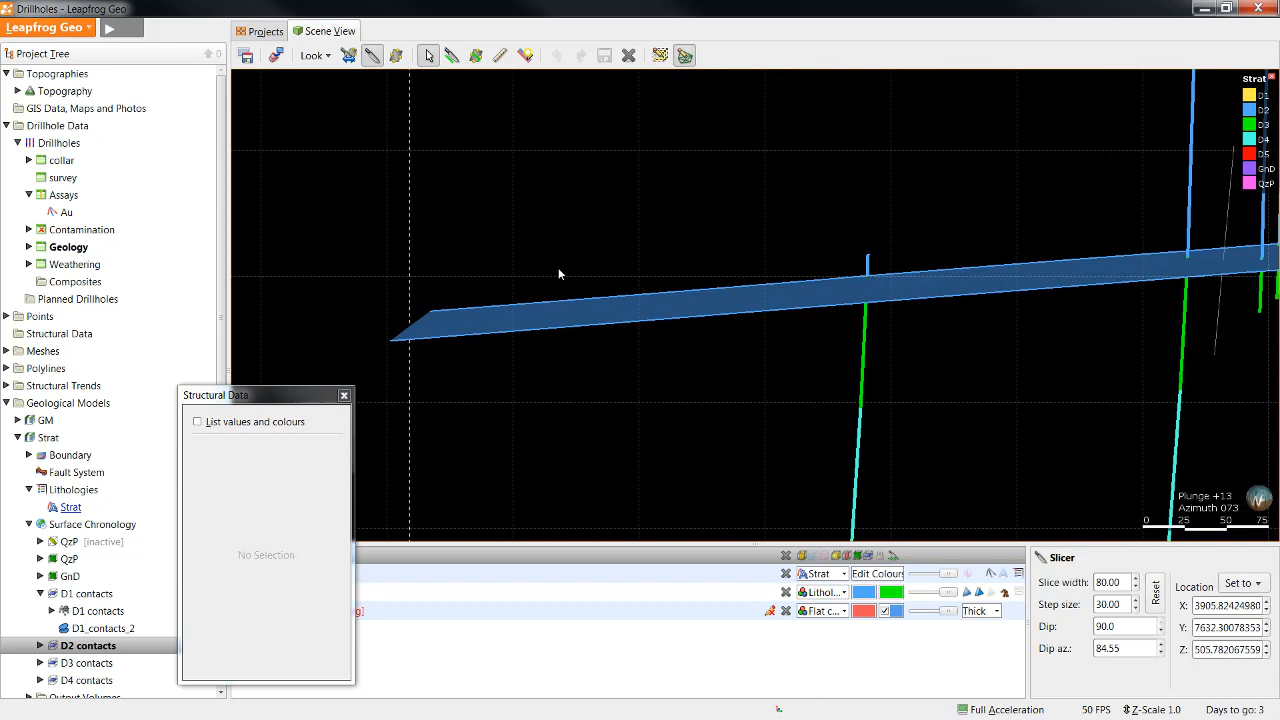 Drillholes - Leapfrog Geo
Leapfrog Geo
Projects
Scene View
Project Tree
0
Look
Topographies
Topography
GIS Data, Maps and Photos
Drillhole Data
Drillholes
collar
survey
Assays
Au
Contamination
Geology
Weathering
Composites
Planned Drillholes
Points
Structural Data
Meshes
Polylines
Structural Trends
Geological Models
GM
Strat
Boundary
Fault System
Lithologies
Strat
Surface Chronology
QzP [inactive]
QzP
GnD
D1 contacts
D1 contacts
D1_contacts_2
D2 contacts
D3 contacts
D4 contacts
Output Volumes
Structural Data
List values and colours
No Selection
Strat
D1
D2
D3
D4
D5
GnD
QzP
Plunge +13
Azimuth 073
0 25 50 75
Strat
Edit Colours
Lithol...
Flat c...
Thick
Slicer
Slice width: 80.00
Step size: 30.00
Dip: 90.0
Dip az.: 84.55
Reset
Location
Set to
X: 3905.82424980
Y: 7632.30078353
Z: 505.782067559
Full Acceleration
50 FPS
Z-Scale 1.0
Days to go: 3